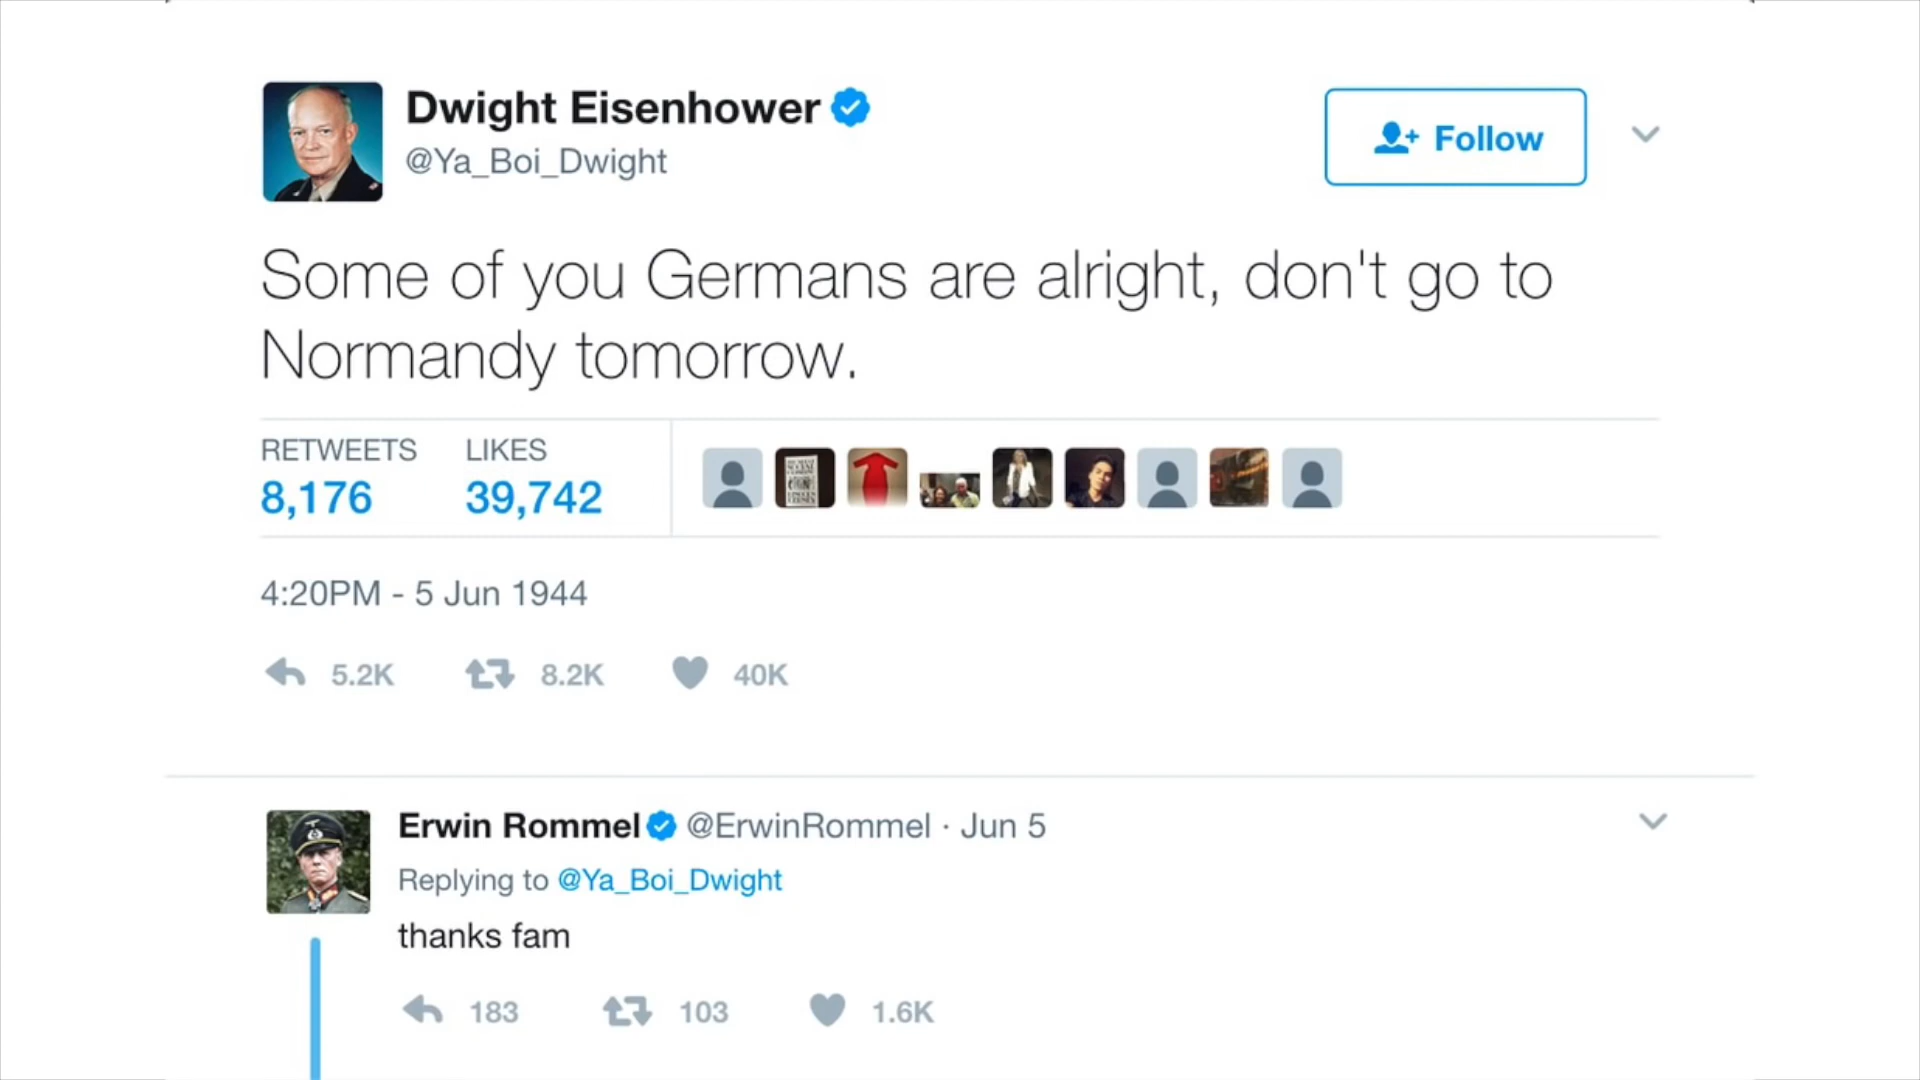 Dwight Eisenhower
@Ya_Boi_Dwight
Follow
Some of you Germans are alright, don't go to
Normandy tomorrow.
RETWEETS LIKES
8,176 39,742
4:20PM - 5 Jun 1944
5.2K 8.2K 40K
Erwin Rommel @ErwinRommel · Jun 5
Replying to @Ya_Boi_Dwight
thanks fam
183 103 1.6K